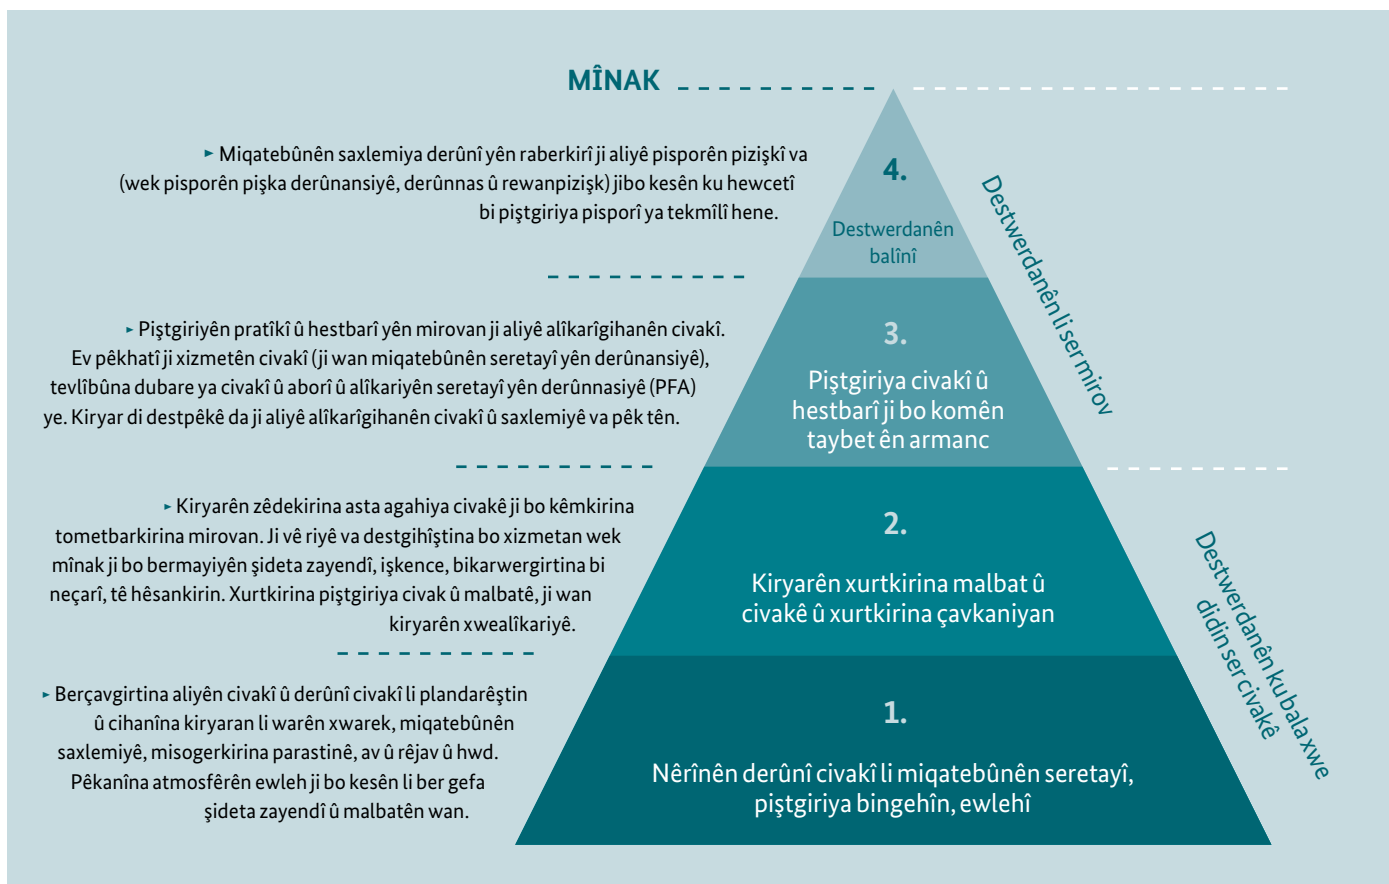 MÎNAK
► Miqatebûnên saxlemiya derûnî yên raberkirî ji aliyê pisporên pizişkî va
(wek pisporên pişka derûnansiyê, derûnnas û rewanpizişk) jibo kesên ku hewcetî
bi piştgiriya pisporî ya tekmîlî hene.
4.
Destwerdanên
balînî
Destwerdanên li ser mirov
► Piştgiriyên pratîkî û hestbarî yên mirovan ji aliyê alîkarîgihanên civakî.
Ev pêkhatî ji xizmetên civakî (ji wan miqatebûnên seretayî yên derûnansiyê),
tevlîbûna dubare ya civakî û aborî û alîkariyên seretayî yên derûnnasiyê (PFA)
ye. Kiryar di destpêkê da ji aliyê alîkarîgihanên civakî û saxlemiyê va pêk tên.
3.
Piştgiriya civakî û
hestbarî ji bo komên
taybet ên armanc
► Kiryarên zêdekirina asta agahiya civakê ji bo kêmkirina
tometbarkirina mirovan. Ji vê riyê va destgihîştina bo xizmetan wek
mînak ji bo bermayiyên şideta zayendî, işkence, bikarwergirtina bi
neçarî, tê hêsankirin. Xurtkirina piştgiriya civak û malbatê, ji wan
kiryarên xwealîkariyê.
2.
Kiryarên xurtkirina malbat û
civakê û xurtkirina çavkaniyan
Destwerdanên ku bala xwe
didin ser civakê
► Berçavgirtina aliyên civakî û derûnî civakî li plandarêştin
û cihanîna kiryaran li warên xwarek, miqatebûnên
saxlemiyê, misogerkirina parastinê, av û rêjav û hwd.
Pêkanîna atmosfêrên ewleh ji bo kesên li ber gefa
şideta zayendî û malbatên wan.
1.
Nêrînên derûnî civakî li miqatebûnên seretayî,
piştgiriya bingehîn, ewlehî